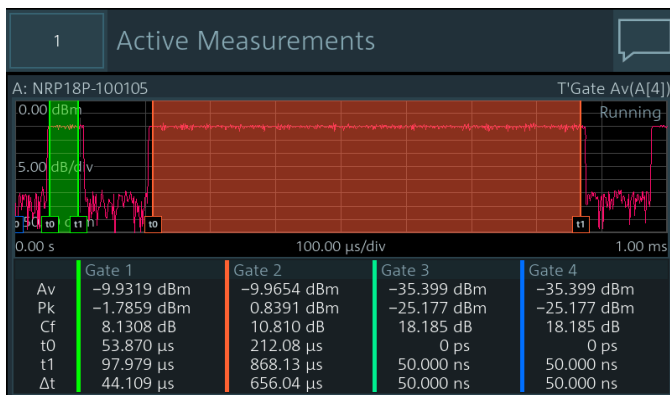 1
Active Measurements
A: NRP18P-100105 T'Gate Av(A[4])
0.00 dBm Running
5.00 dB/div
t0 t1 t0 t1
0.00 s 100.00 µs/div 1.00 ms
Gate 1 Gate 2 Gate 3 Gate 4
Av −9.9319 dBm −9.9654 dBm −35.399 dBm −35.399 dBm
Pk −1.7859 dBm 0.8391 dBm −25.177 dBm −25.177 dBm
Cf 8.1308 dB 10.810 dB 18.185 dB 18.185 dB
t0 53.870 µs 212.08 µs 0 ps 0 ps
t1 97.979 µs 868.13 µs 50.000 ns 50.000 ns
Δt 44.109 µs 656.04 µs 50.000 ns 50.000 ns